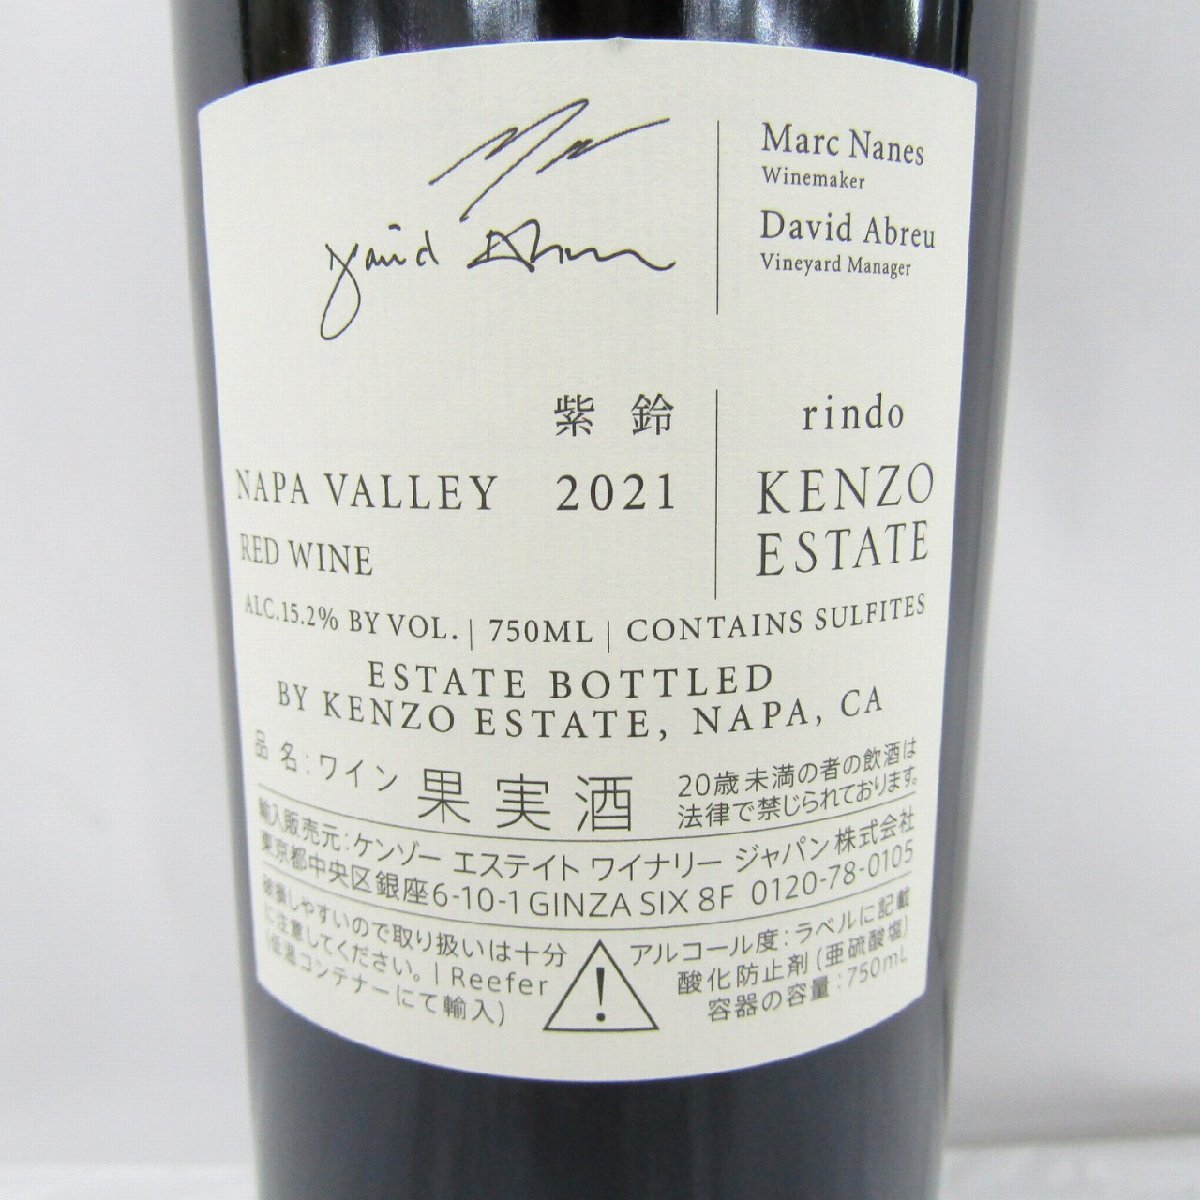 David Abreu
Marc Nanes
Winemaker
David Abreu
Vineyard Manager
紫鈴
NAPA VALLEY 2021
RED WINE
rindo
KENZO
ESTATE
ALC.15.2% BY VOL. | 750ML | CONTAINS SULFITES
ESTATE BOTTLED
BY KENZO ESTATE, NAPA, CA
品名:ワイン 果実酒
20歳未満の者の飲酒は
法律で禁じられております。
輸入販売元:ケンゾー エステイト ワイナリー ジャパン株式会社
東京都中央区銀座6-10-1 GINZA SIX 8F 0120-78-0105
破損しやすいので取り扱いは十分
に注意してください。 | Reefer
(低温コンテナーにて輸入)
!
アルコール度:ラベルに記載
酸化防止剤(亜硫酸塩)
容器の容量:750mL